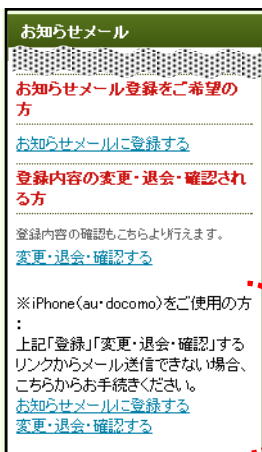 お知らせメール
お知らせメール登録をご希望の
方
お知らせメールに登録する
登録内容の変更・退会・確認され
る方
登録内容の確認もこちらより行えます。
変更・退会・確認する
※iPhone(au・docomo)をご使用の方
:
上記「登録」「変更・退会・確認」する
リンクからメール送信できない場合、
こちらからお手続きください。
お知らせメールに登録する
変更・退会・確認する